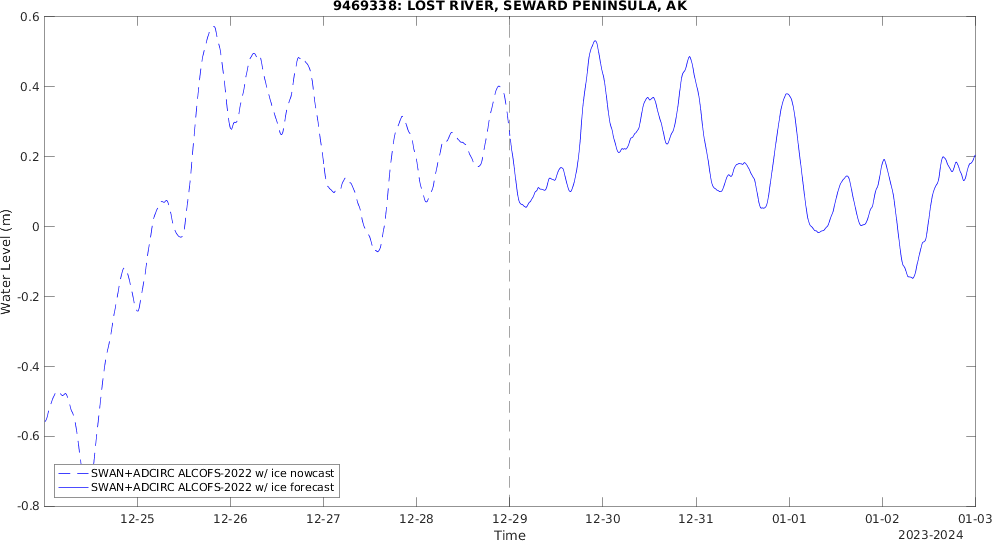 9469338: LOST RIVER, SEWARD PENINSULA, AK
Water Level (m)
0.6
0.4
0.2
0
-0.2
-0.4
-0.6
-0.8
SWAN+ADCIRC ALCOFS-2022 w/ ice nowcast
SWAN+ADCIRC ALCOFS-2022 w/ ice forecast
12-25 12-26 12-27 12-28 12-29 12-30 12-31 01-01 01-02 01-03
Time
2023-2024